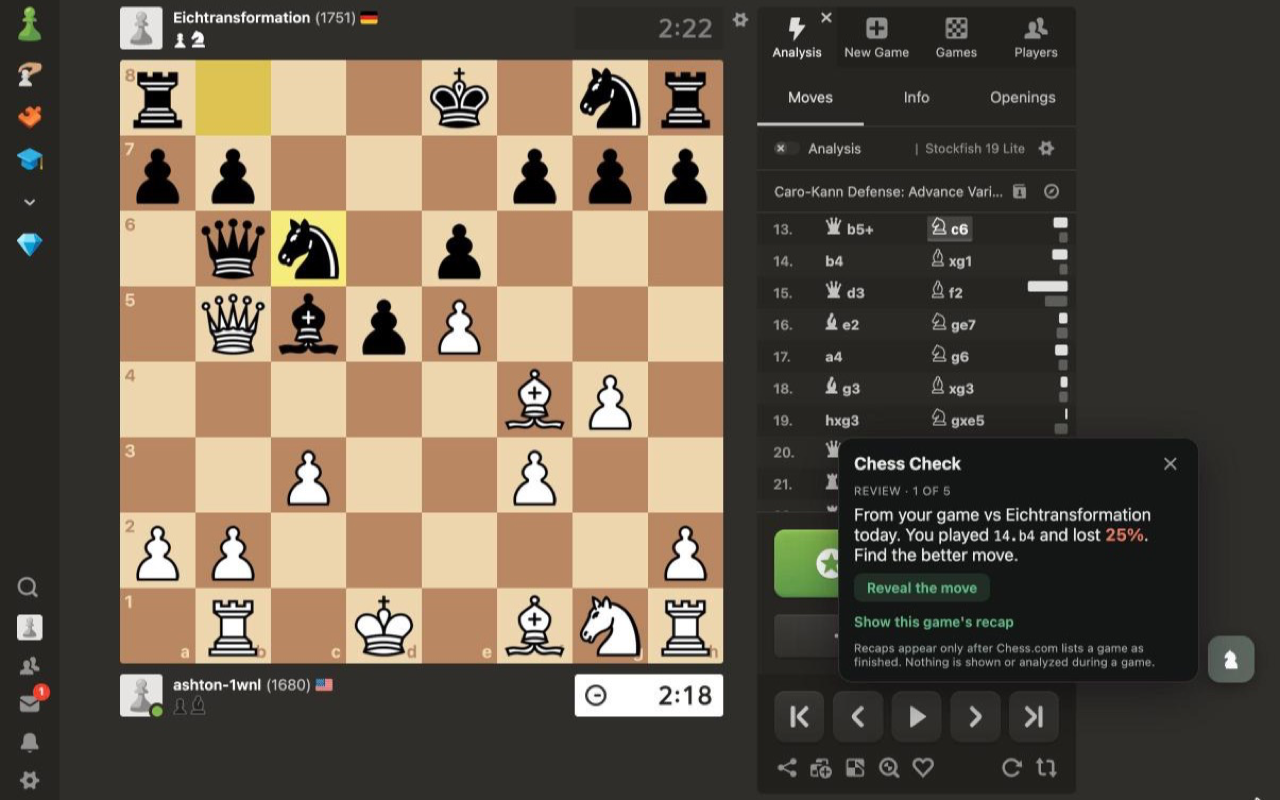 Eichtransformation (1751)
2:22
8
7
6
5
4
3
2
1
a
b
c
d
e
f
g
h
ashton-1wnl (1680)
2:18
1
Analysis
New Game
Games
Players
Moves
Info
Openings
Analysis
| Stockfish 19 Lite
Caro-Kann Defense: Advance Vari...
13. b5+ c6
14. b4 xg1
15. d3 f2
16. e2 ge7
17. a4 g6
18. g3 xg3
19. hxg3 gxe5
20.
21.
Chess Check
REVIEW · 1 OF 5
From your game vs Eichtransformation
today. You played 14.b4 and lost 25%.
Find the better move.
Reveal the move
Show this game's recap
Recaps appear only after Chess.com lists a game as
finished. Nothing is shown or analyzed during a game.